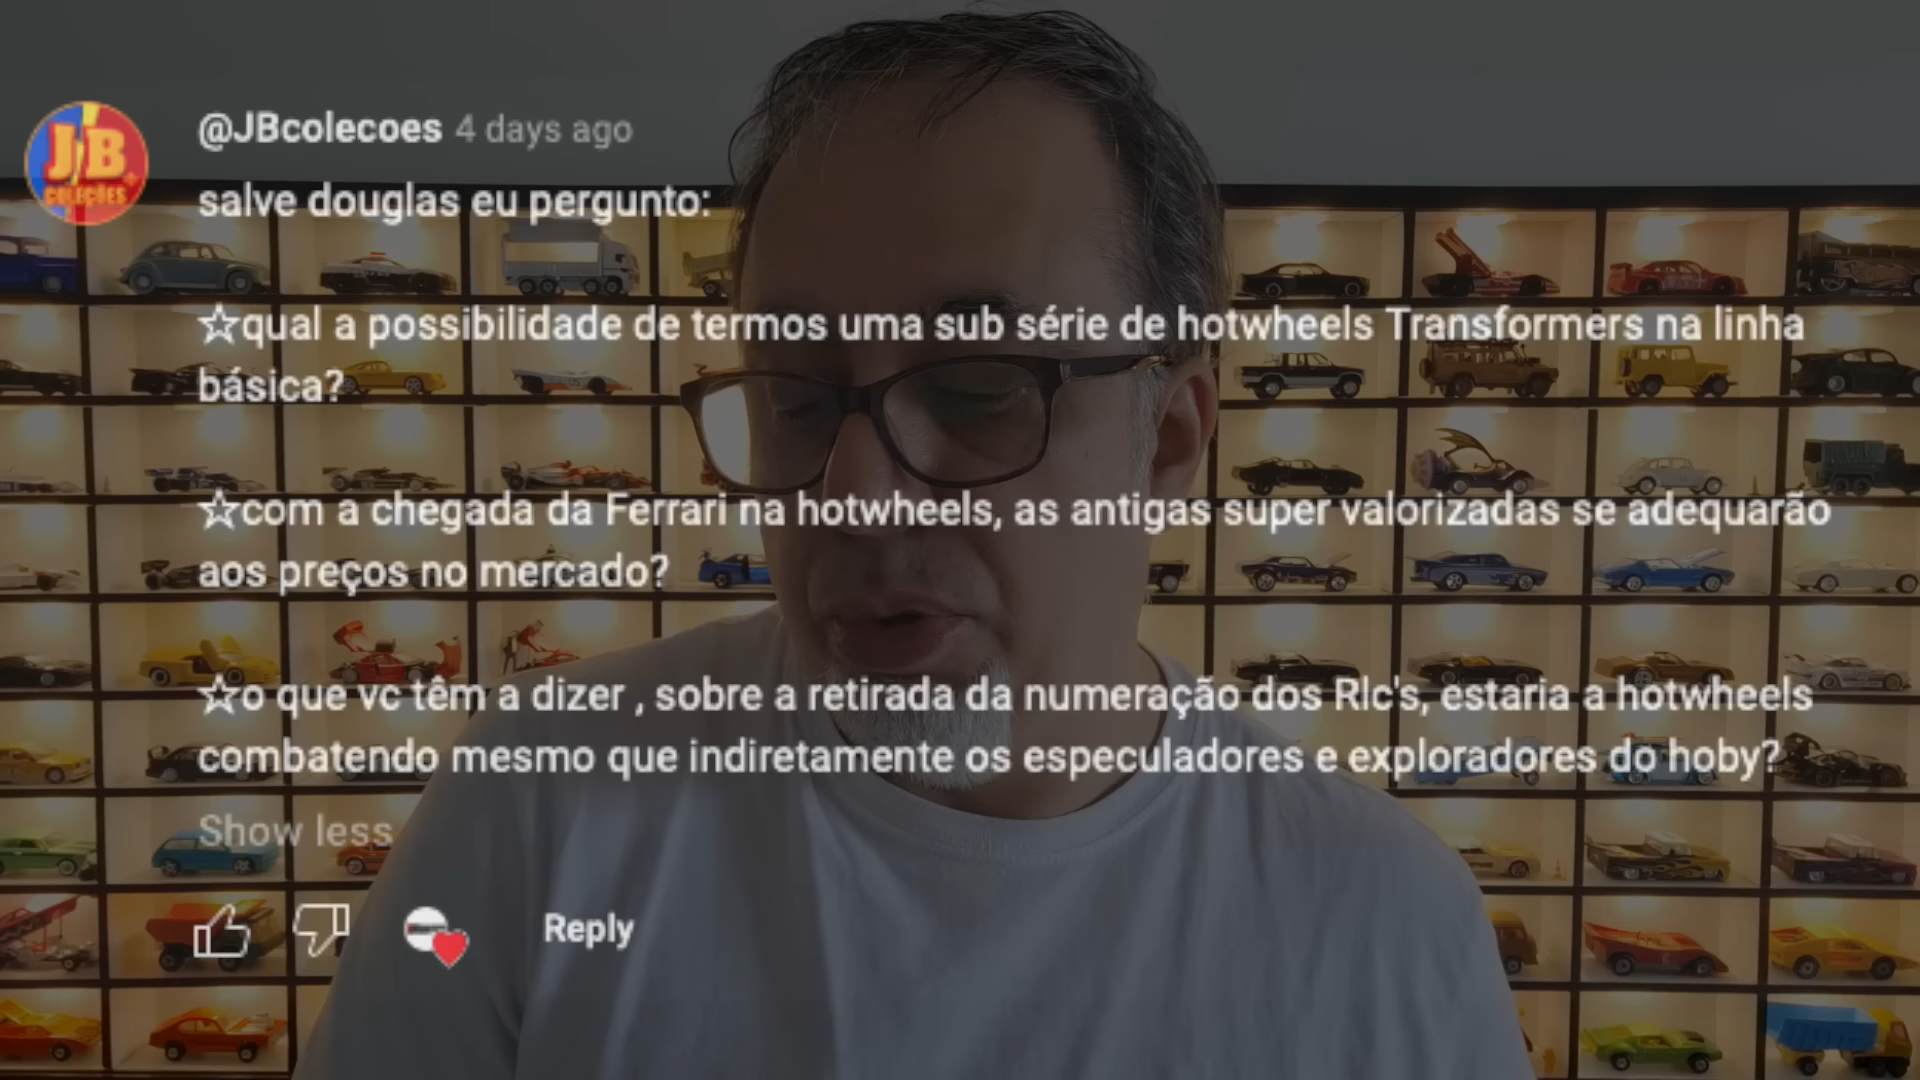 JB
COLEÇÕES
@JBcolecoes 4 days ago
salve douglas eu pergunto:
☆qual a possibilidade de termos uma sub série de hotwheels Transformers na linha
básica?
☆com a chegada da Ferrari na hotwheels, as antigas super valorizadas se adequarão
aos preços no mercado?
☆o que vc têm a dizer , sobre a retirada da numeração dos Rlc's, estaria a hotwheels
combatendo mesmo que indiretamente os especuladores e exploradores do hoby?
Show less
Reply